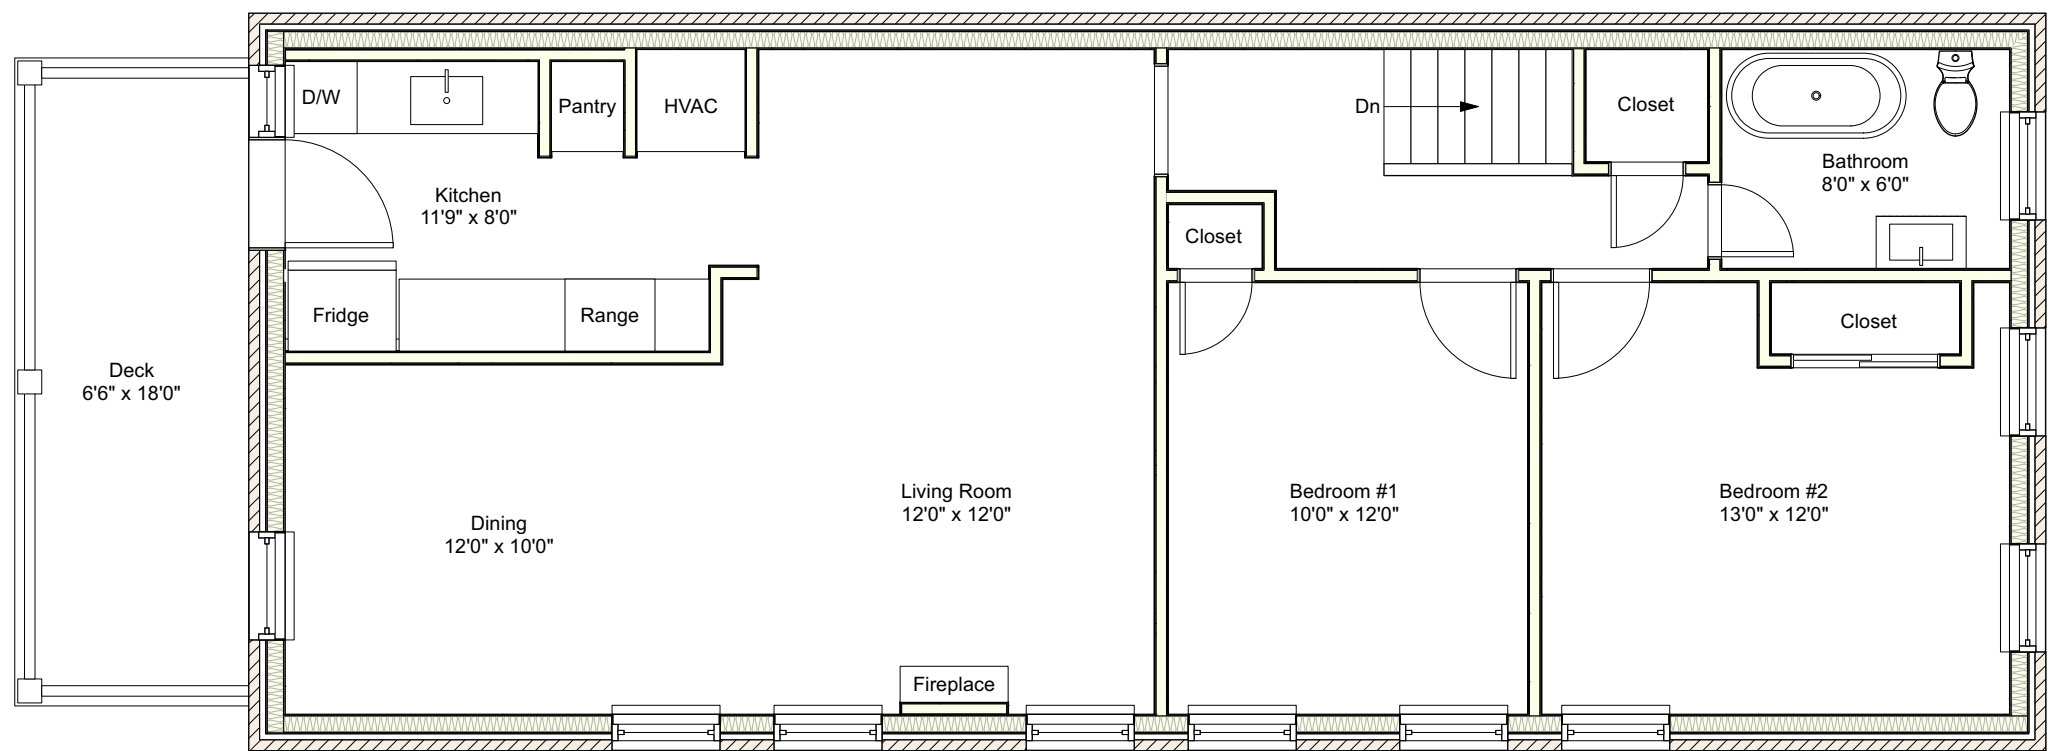 D/W
Pantry
HVAC
Dn
Closet
Bathroom
8'0" x 6'0"
Kitchen
11'9" x 8'0"
Closet
Fridge
Range
Closet
Deck
6'6" x 18'0"
Living Room
12'0" x 12'0"
Bedroom #1
10'0" x 12'0"
Bedroom #2
13'0" x 12'0"
Dining
12'0" x 10'0"
Fireplace